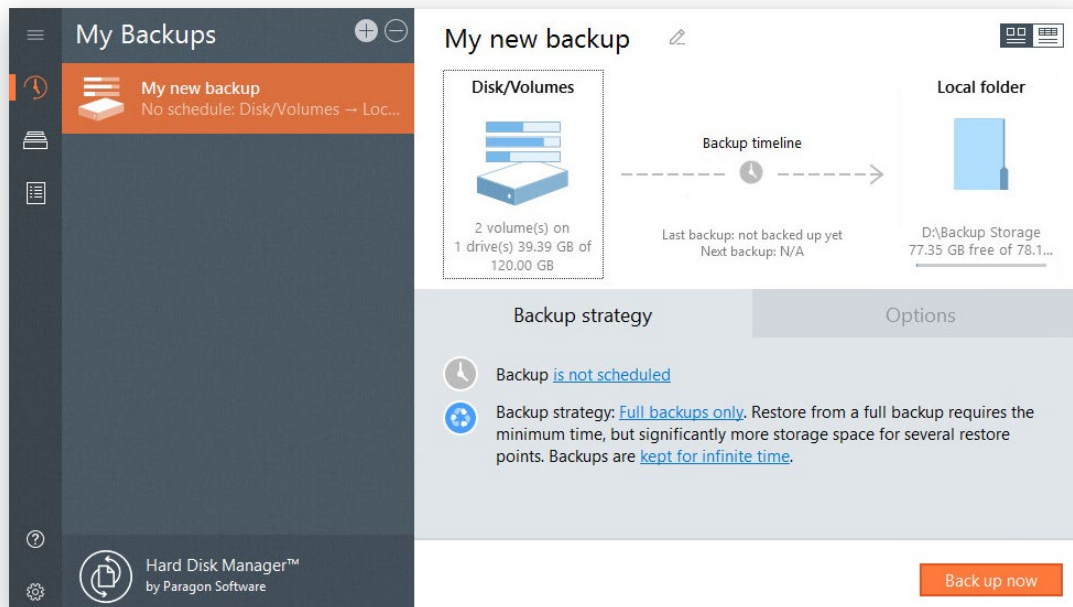 My Backups
My new backup
No schedule: Disk/Volumes → Loc...
Hard Disk Manager™
by Paragon Software
My new backup
Disk/Volumes
2 volume(s) on
1 drive(s) 39.39 GB of
120.00 GB
Backup timeline
Last backup: not backed up yet
Next backup: N/A
Local folder
D:\Backup Storage
77.35 GB free of 78.1...
Backup strategy
Options
Backup is not scheduled
Backup strategy: Full backups only. Restore from a full backup requires the
minimum time, but significantly more storage space for several restore
points. Backups are kept for infinite time.
Back up now